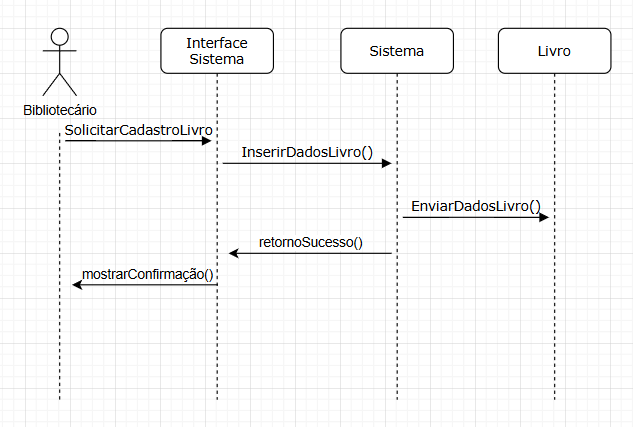 Interface
Sistema
Sistema
Livro
Bibliotecário
SolicitarCadastroLivro
InserirDadosLivro()
EnviarDadosLivro()
retornoSucesso()
mostrarConfirmação()